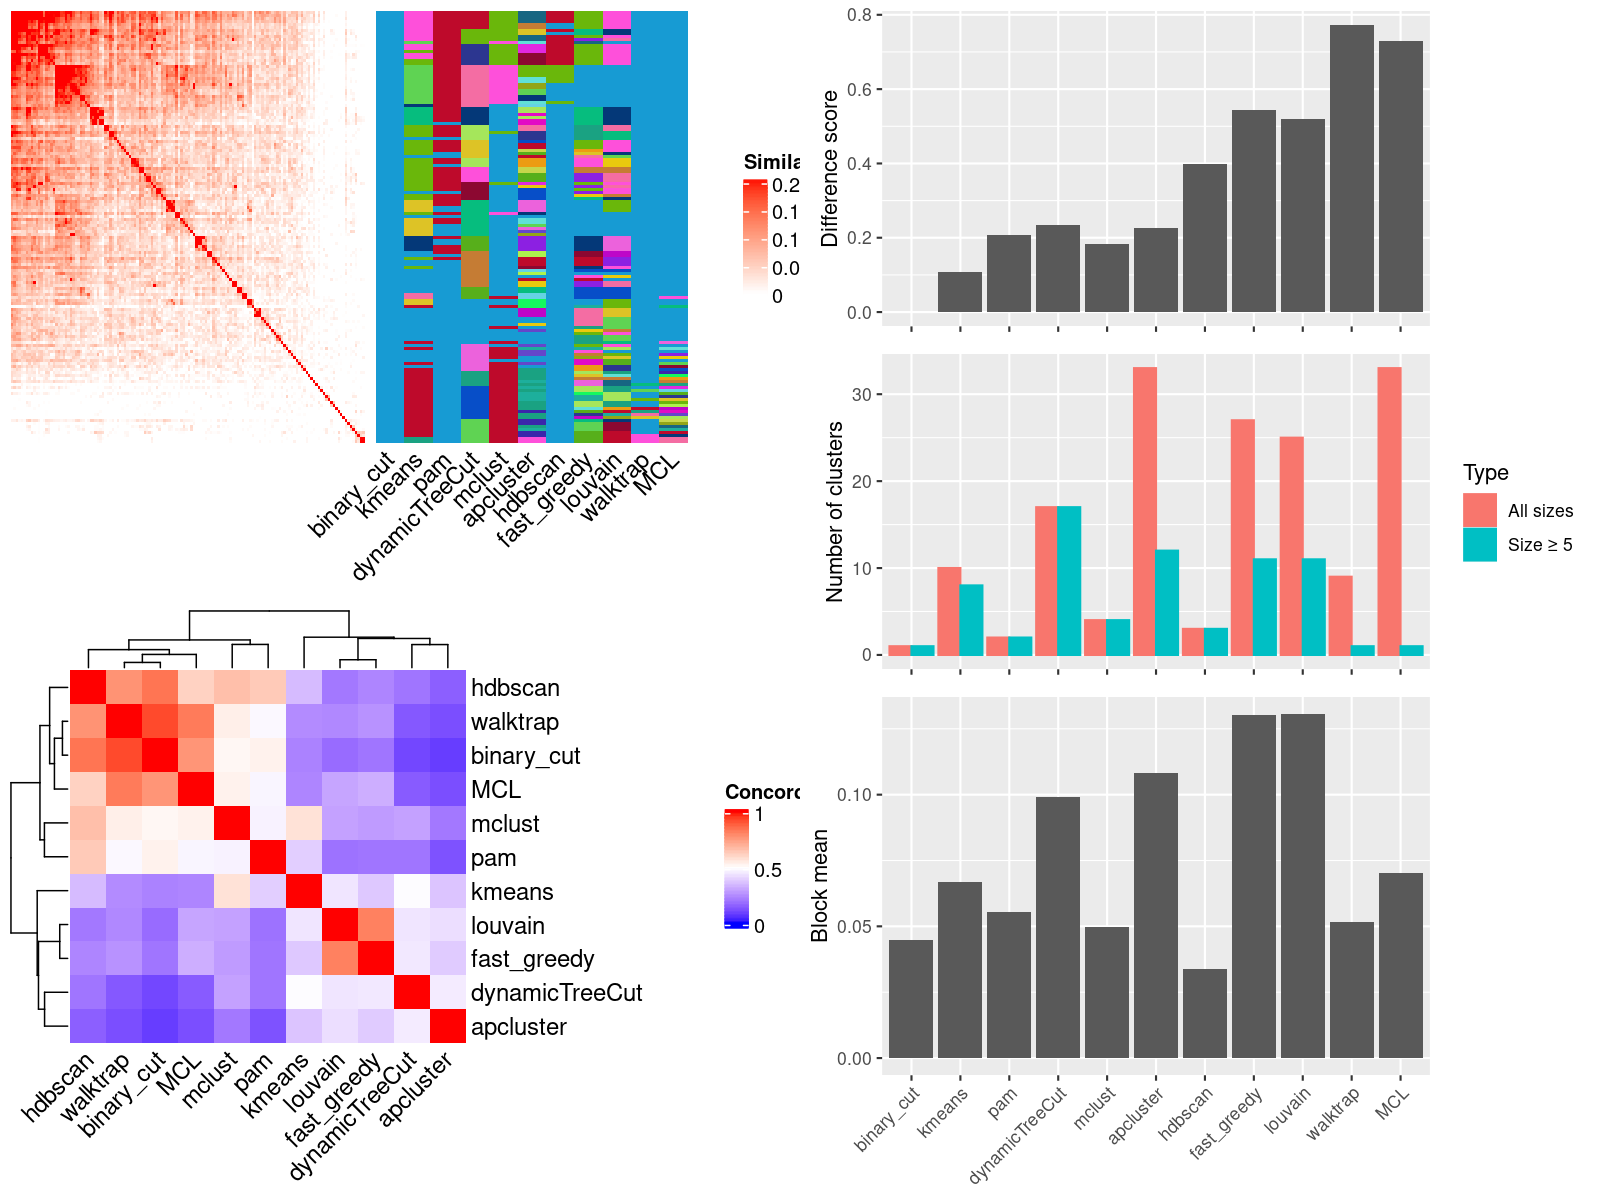 Simila
0.2
0.1
0.1
0.0
0
binary_cut
kmeans
pam
dynamicTreeCut
mclust
apcluster
hdbscan
fast_greedy
louvain
walktrap
MCL
hdbscan
walktrap
binary_cut
MCL
mclust
pam
kmeans
louvain
fast_greedy
dynamicTreeCut
apcluster
hdbscan
walktrap
binary_cut
MCL
mclust
pam
kmeans
louvain
fast_greedy
dynamicTreeCut
apcluster
Concord
1
0.5
0
Difference score
0.8
0.6
0.4
0.2
0.0
Number of clusters
30
20
10
0
Type
All sizes
Size ≥ 5
Block mean
0.10
0.05
0.00
binary_cut
kmeans
pam
dynamicTreeCut
mclust
apcluster
hdbscan
fast_greedy
louvain
walktrap
MCL